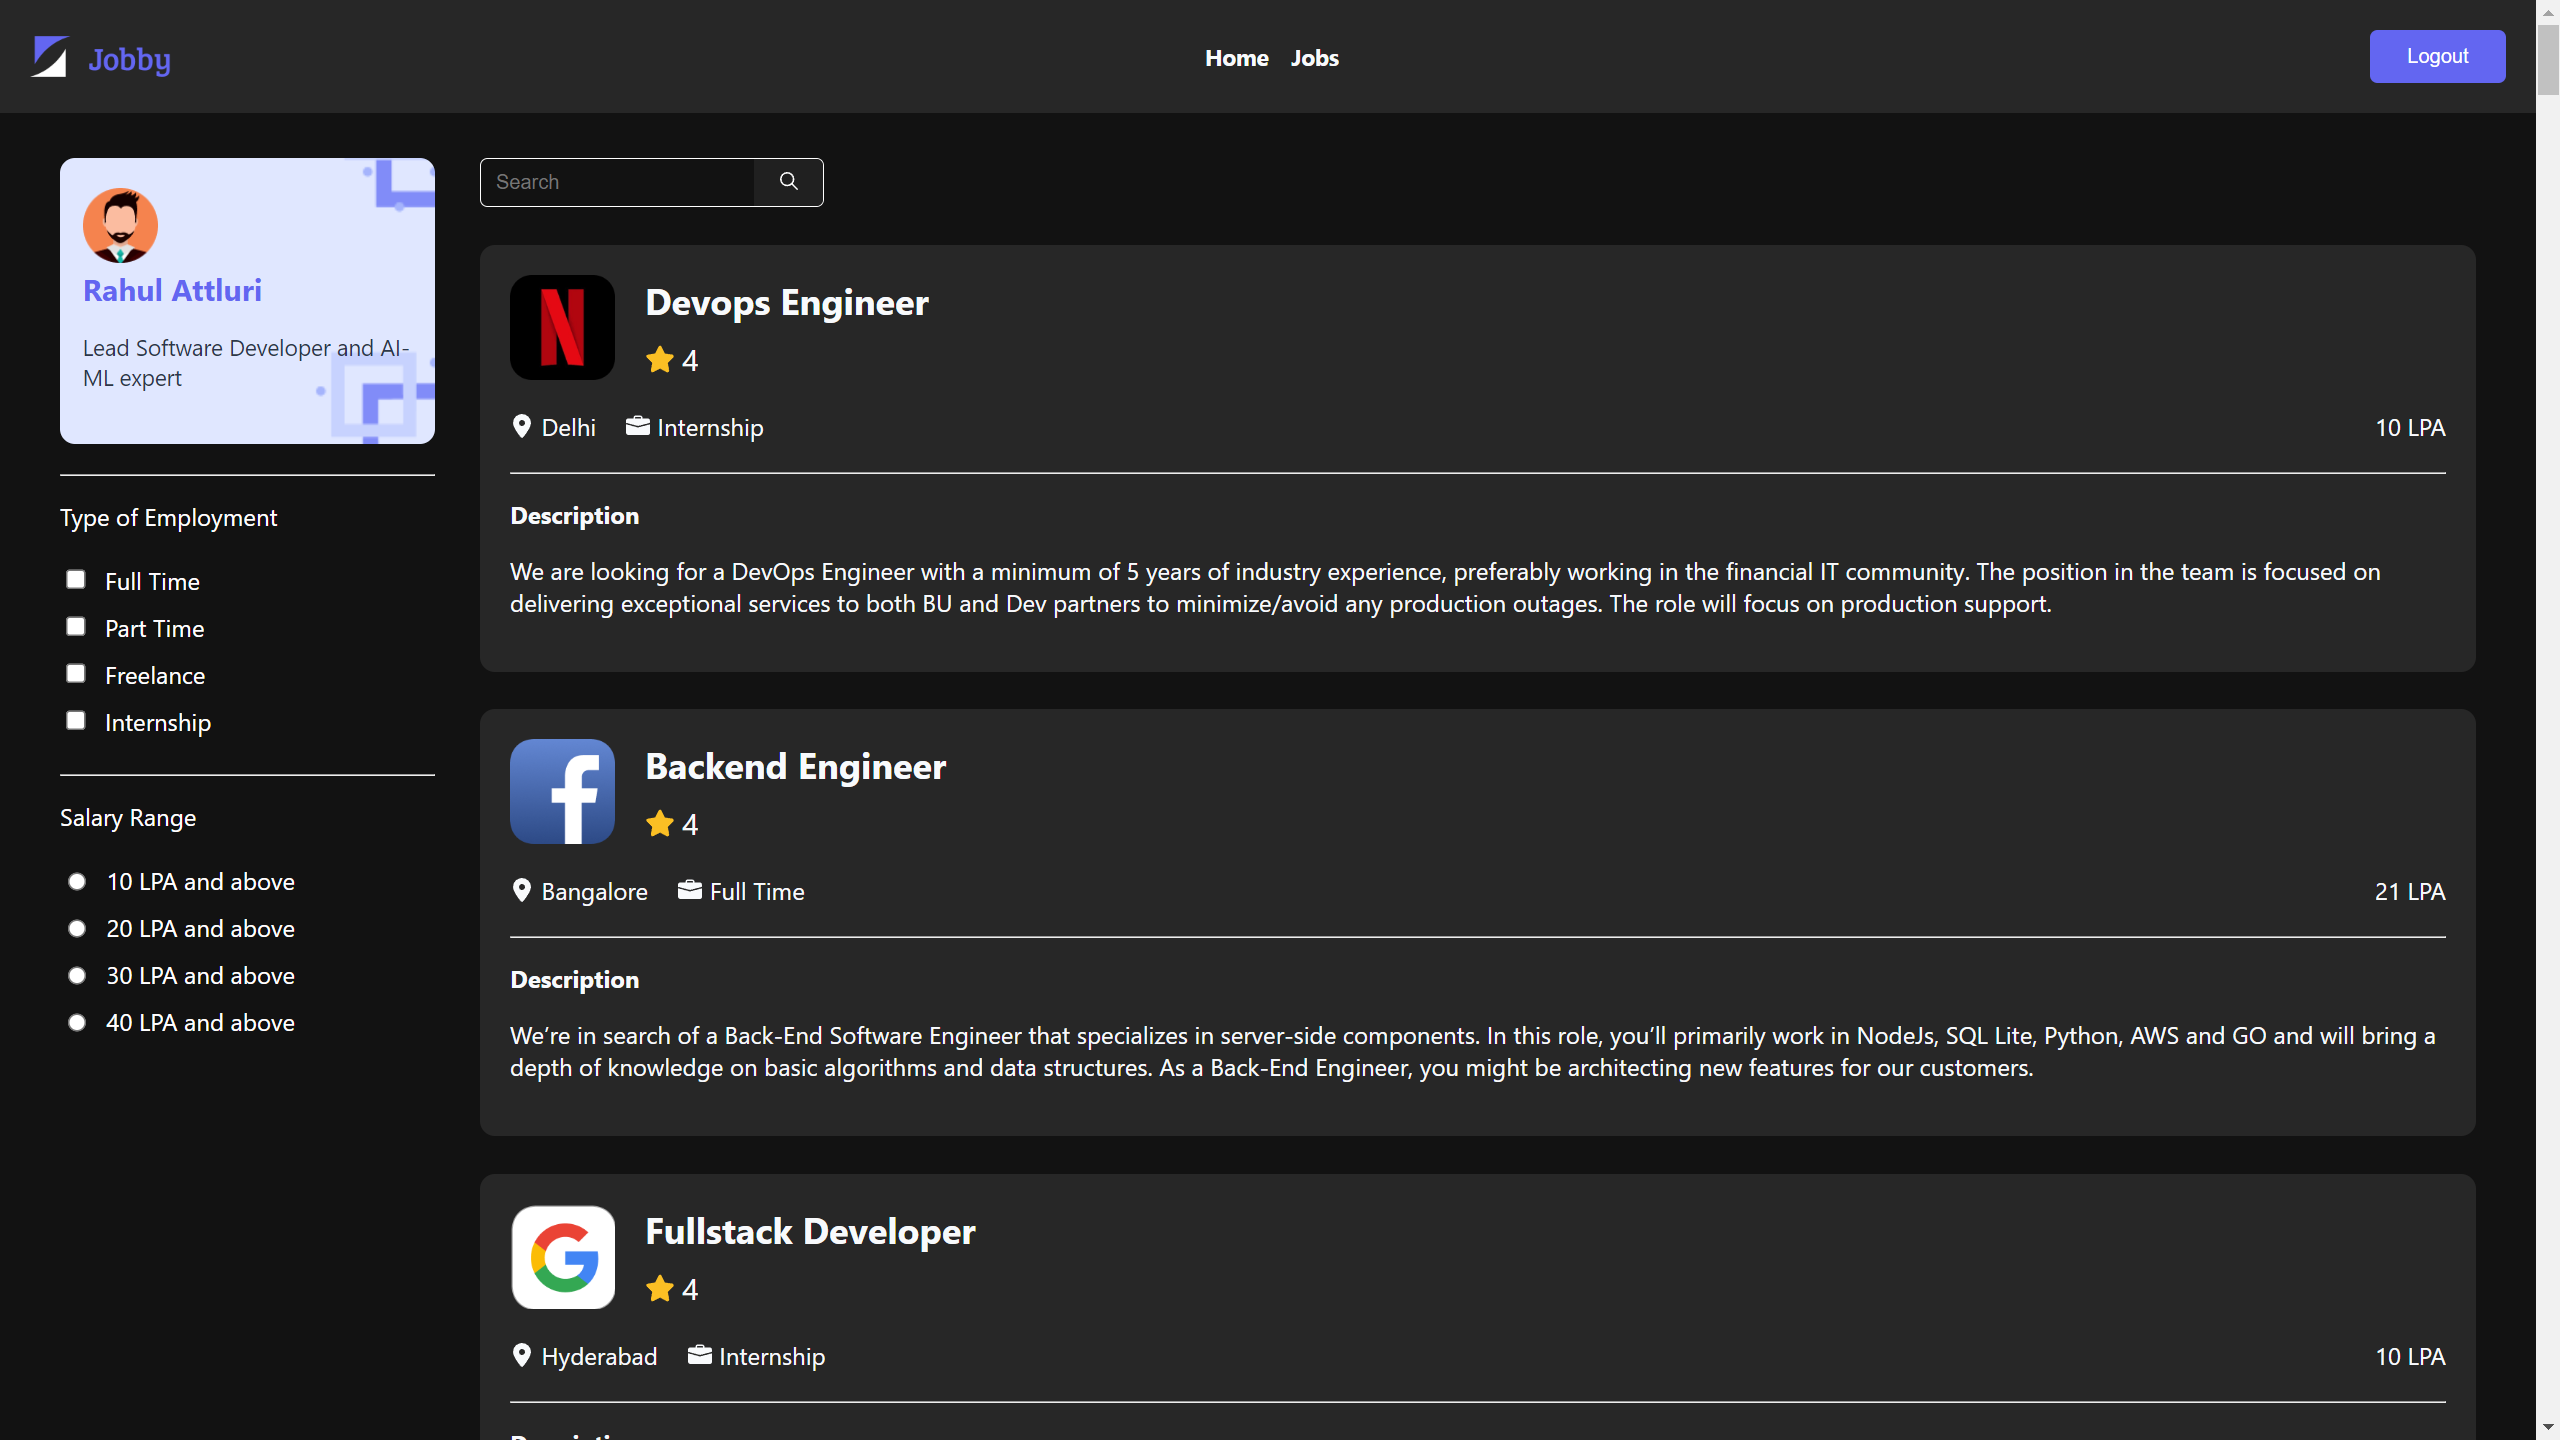 Jobby
Home Jobs
Logout
Rahul Attluri
Lead Software Developer and AI-
ML expert
Type of Employment
Full Time
Part Time
Freelance
Internship
Salary Range
10 LPA and above
20 LPA and above
30 LPA and above
40 LPA and above
Search
Devops Engineer
4
Delhi Internship 10 LPA
Description
We are looking for a DevOps Engineer with a minimum of 5 years of industry experience, preferably working in the financial IT community. The position in the team is focused on
delivering exceptional services to both BU and Dev partners to minimize/avoid any production outages. The role will focus on production support.
Backend Engineer
4
Bangalore Full Time 21 LPA
Description
We’re in search of a Back-End Software Engineer that specializes in server-side components. In this role, you’ll primarily work in NodeJs, SQL Lite, Python, AWS and GO and will bring a
depth of knowledge on basic algorithms and data structures. As a Back-End Engineer, you might be architecting new features for our customers.
Fullstack Developer
4
Hyderabad Internship 10 LPA